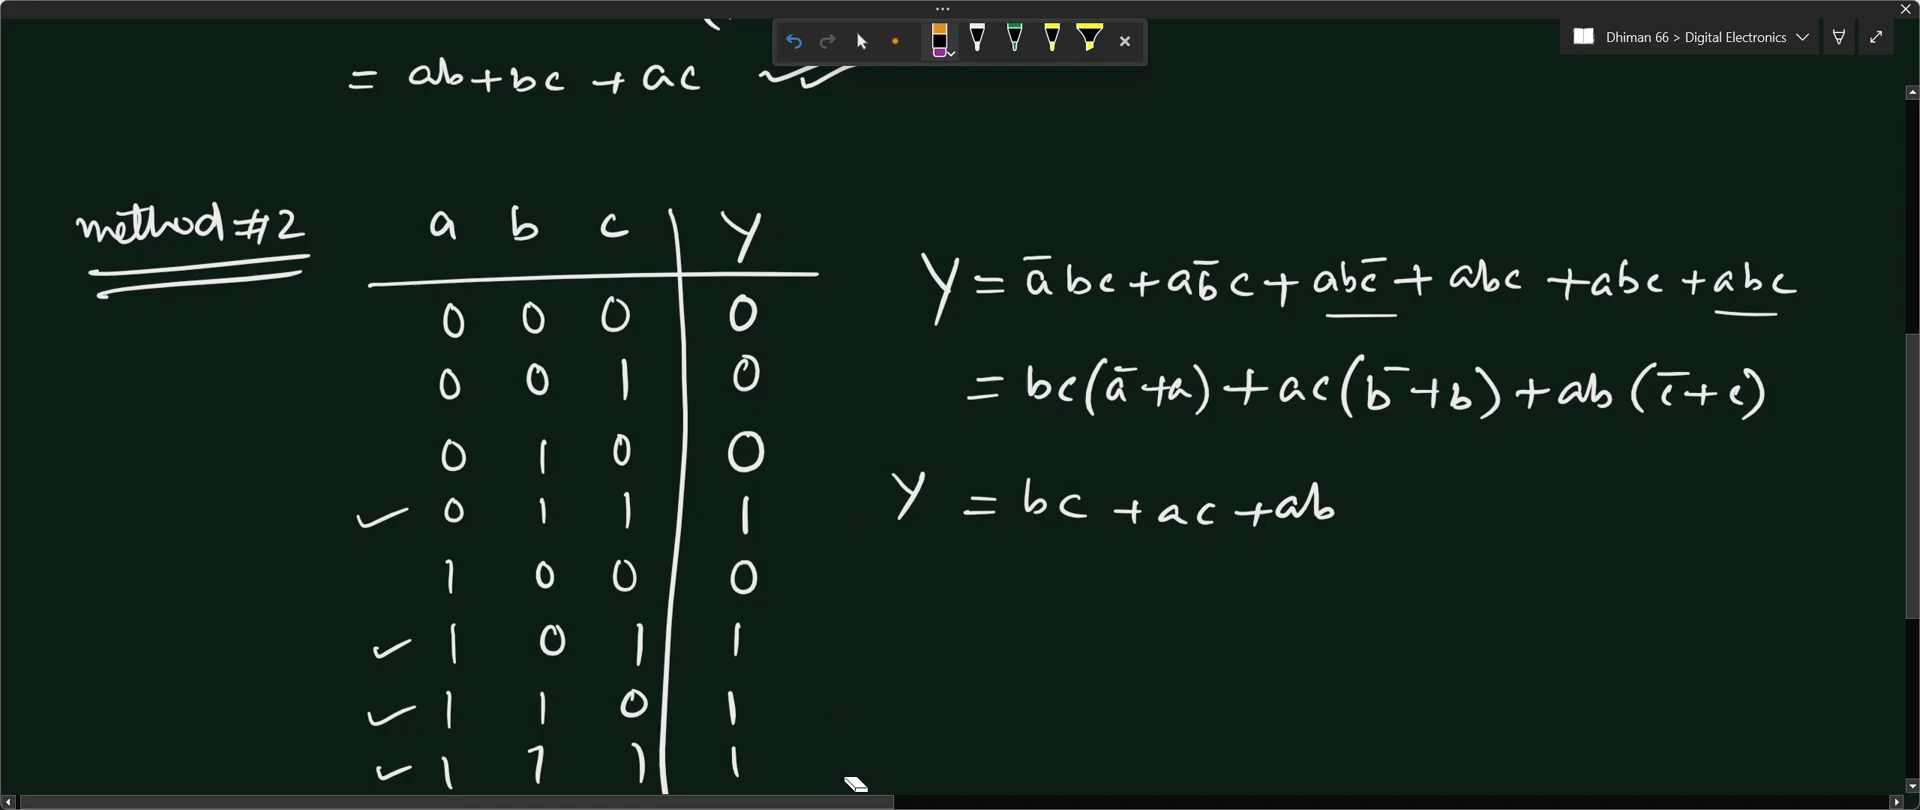 Dhiman 66 > Digital Electronics
= ab + bc + ac
method #2
a b c | Y
0 0 0 | 0
0 0 1 | 0
0 1 0 | 0
✓ 0 1 1 | 1
1 0 0 | 0
✓ 1 0 1 | 1
✓ 1 1 0 | 1
✓ 1 1 1 | 1
Y = a̅bc + ab̅c + abc̅ + abc + abc + abc
= bc(a̅+a) + ac(b̅+b) + ab(c̅+c)
Y = bc + ac + ab